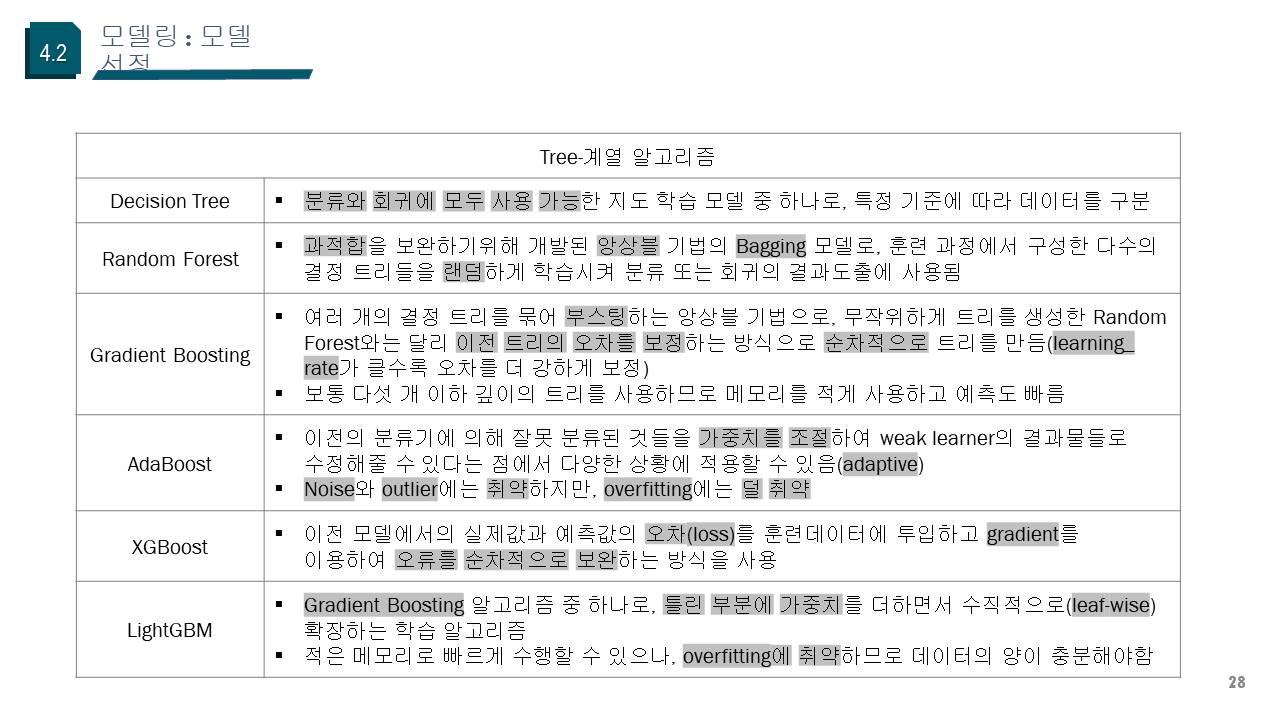 4.2
모델링 : 모델
선정
Tree-계열 알고리즘
Decision Tree
▪ 분류와 회귀에 모두 사용 가능한 지도 학습 모델 중 하나로, 특정 기준에 따라 데이터를 구분
Random Forest
▪ 과적합을 보완하기위해 개발된 앙상블 기법의 Bagging 모델로, 훈련 과정에서 구성한 다수의
결정 트리들을 랜덤하게 학습시켜 분류 또는 회귀의 결과도출에 사용됨
Gradient Boosting
▪ 여러 개의 결정 트리를 묶어 부스팅하는 앙상블 기법으로, 무작위하게 트리를 생성한 Random
Forest와는 달리 이전 트리의 오차를 보정하는 방식으로 순차적으로 트리를 만듬(learning_
rate가 클수록 오차를 더 강하게 보정)
▪ 보통 다섯 개 이하 깊이의 트리를 사용하므로 메모리를 적게 사용하고 예측도 빠름
AdaBoost
▪ 이전의 분류기에 의해 잘못 분류된 것들을 가중치를 조절하여 weak learner의 결과물들로
수정해줄 수 있다는 점에서 다양한 상황에 적용할 수 있음(adaptive)
▪ Noise와 outlier에는 취약하지만, overfitting에는 덜 취약
XGBoost
▪ 이전 모델에서의 실제값과 예측값의 오차(loss)를 훈련데이터에 투입하고 gradient를
이용하여 오류를 순차적으로 보완하는 방식을 사용
LightGBM
▪ Gradient Boosting 알고리즘 중 하나로, 틀린 부분에 가중치를 더하면서 수직적으로(leaf-wise)
확장하는 학습 알고리즘
▪ 적은 메모리로 빠르게 수행할 수 있으나, overfitting에 취약하므로 데이터의 양이 충분해야함
28